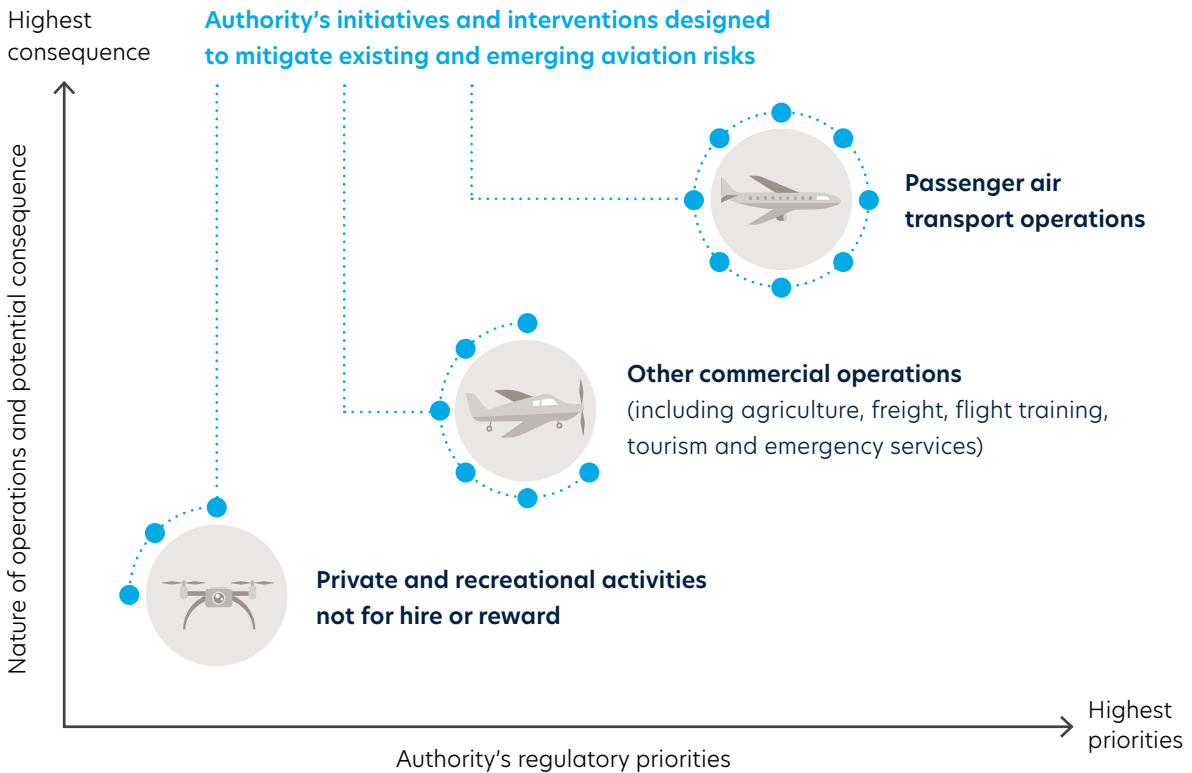 Highest
consequence
Authority’s initiatives and interventions designed
to mitigate existing and emerging aviation risks
Nature of operations and potential consequence
Passenger air
transport operations
Other commercial operations
(including agriculture, freight, flight training,
tourism and emergency services)
Private and recreational activities
not for hire or reward
Highest
priorities
Authority’s regulatory priorities